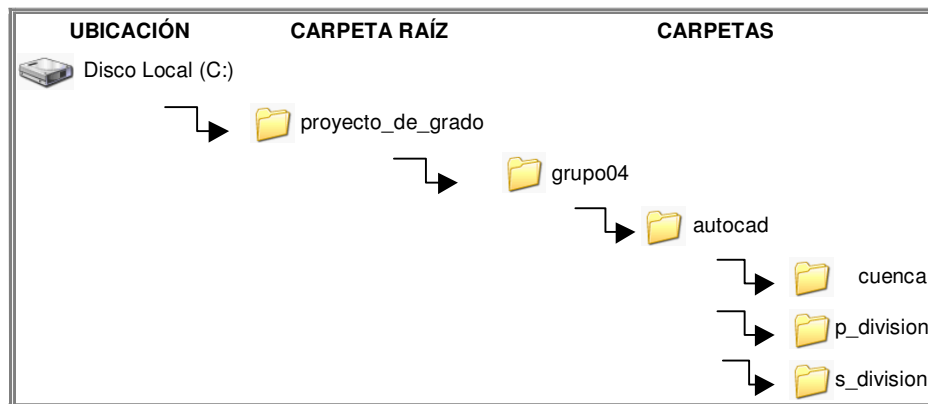 UBICACIÓN CARPETA RAÍZ CARPETAS
Disco Local (C:)
proyecto_de_grado
grupo04
autocad
cuenca
p_division
s_division